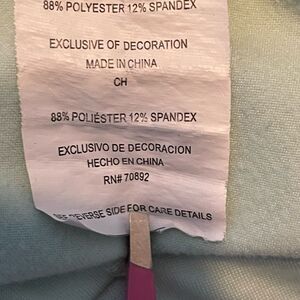 88% POLYESTER 12% SPANDEX
EXCLUSIVE OF DECORATION
MADE IN CHINA
CH
88% POLIÉSTER 12% SPANDEX
EXCLUSIVO DE DECORACION
HECHO EN CHINA
RN# 70892
SEE REVERSE SIDE FOR CARE DETAILS